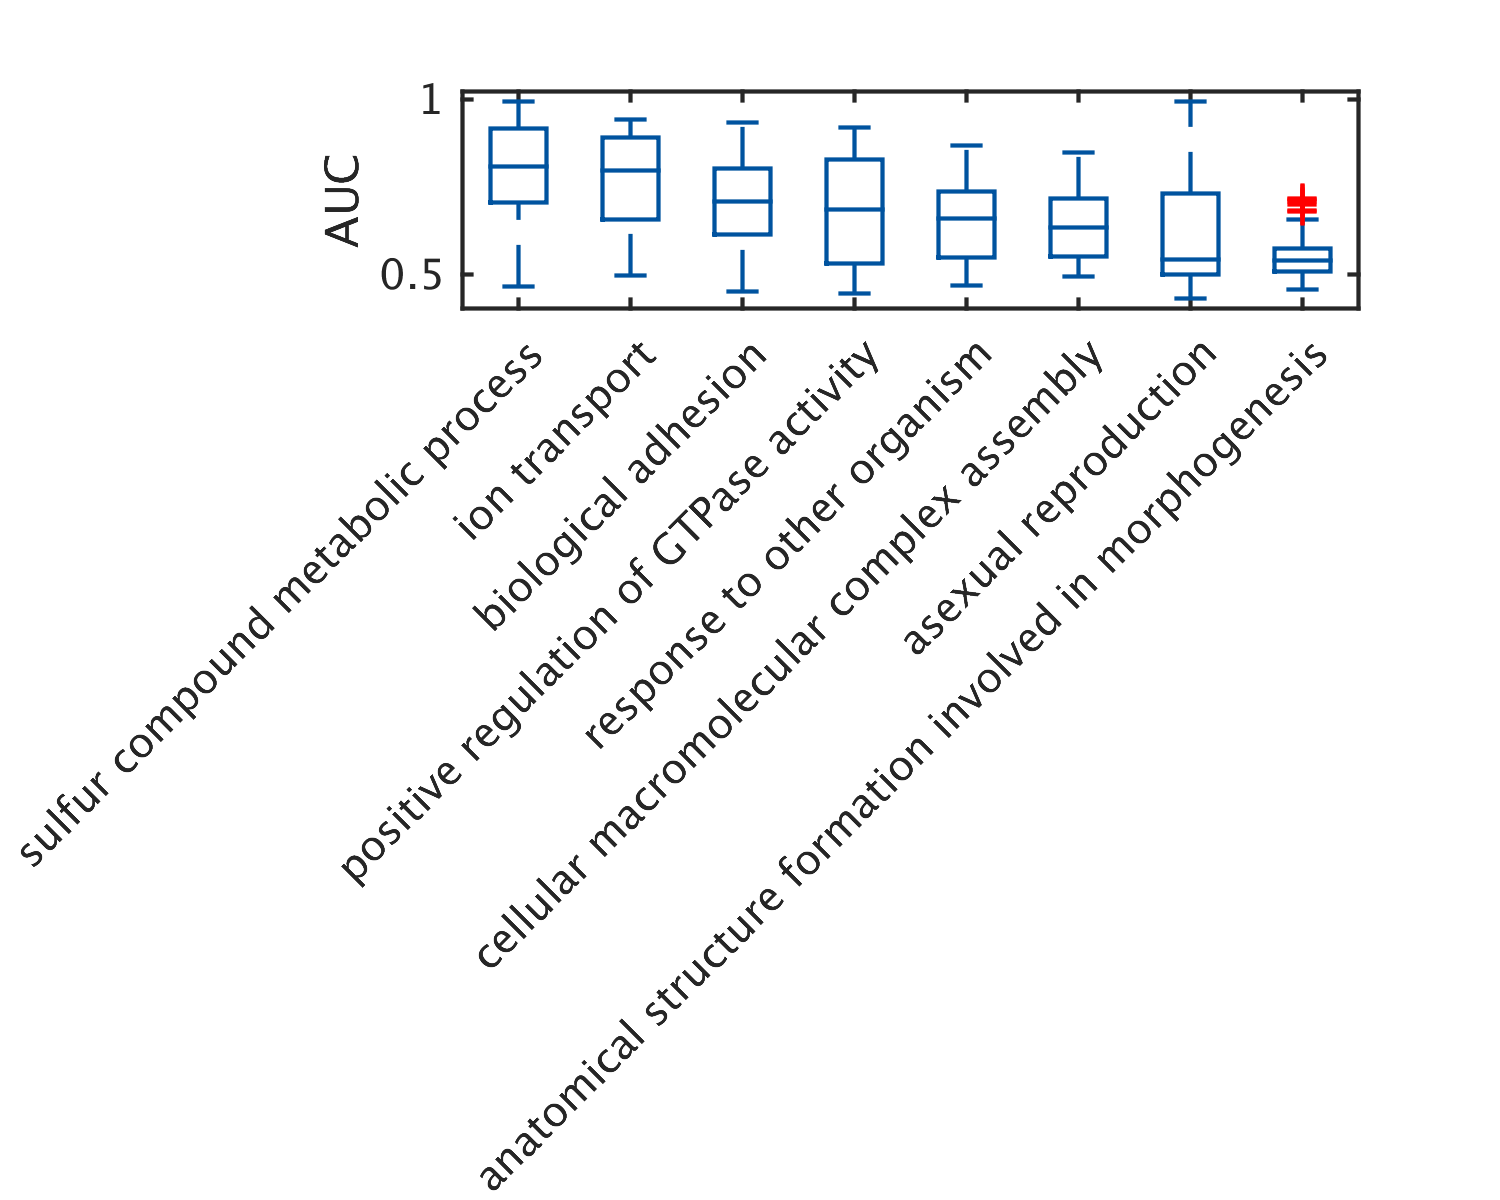 1
AUC
0.5
sulfur compound metabolic process
ion transport
biological adhesion
positive regulation of GTPase activity
response to other organism
cellular macromolecular complex assembly
asexual reproduction
anatomical structure formation involved in morphogenesis